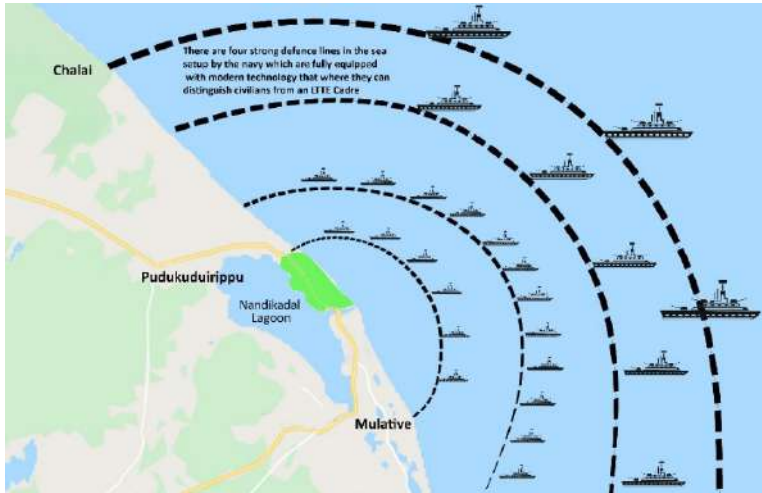 There are four strong defence lines in the sea
setup by the navy which are fully equipped
with modern technology that where they can
distinguish civilians from an LTTE Cadre
Chalai
Pudukuduirippu
Nandikadal
Lagoon
Mulative